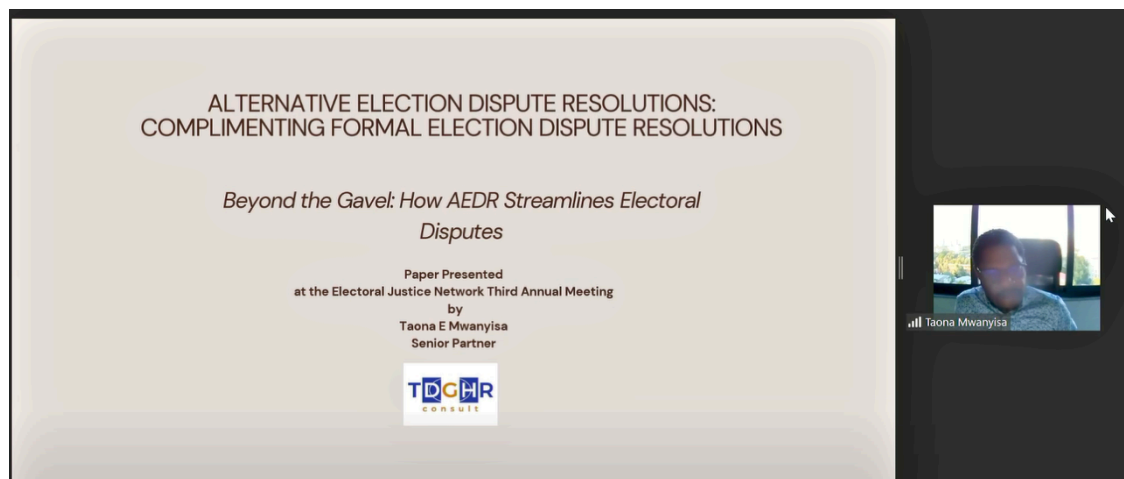 ALTERNATIVE ELECTION DISPUTE RESOLUTIONS:
COMPLIMENTING FORMAL ELECTION DISPUTE RESOLUTIONS
Beyond the Gavel: How AEDR Streamlines Electoral
Disputes
Paper Presented
at the Electoral Justice Network Third Annual Meeting
by
Taona E Mwanyisa
Senior Partner
TDGHR
consult
Taona Mwanyisa